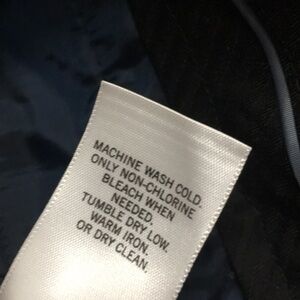 MACHINE WASH COLD.
ONLY NON-CHLORINE
BLEACH WHEN
NEEDED.
TUMBLE DRY LOW.
WARM IRON.
OR DRY CLEAN.